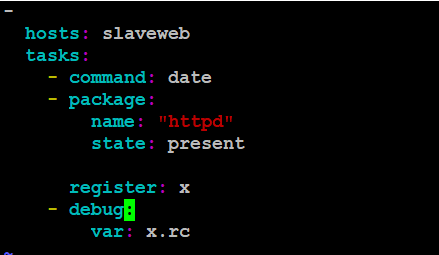 -
  hosts: slaveweb
  tasks:
    - command: date
    - package:
        name: "httpd"
        state: present

      register: x
    - debug:
        var: x.rc
~